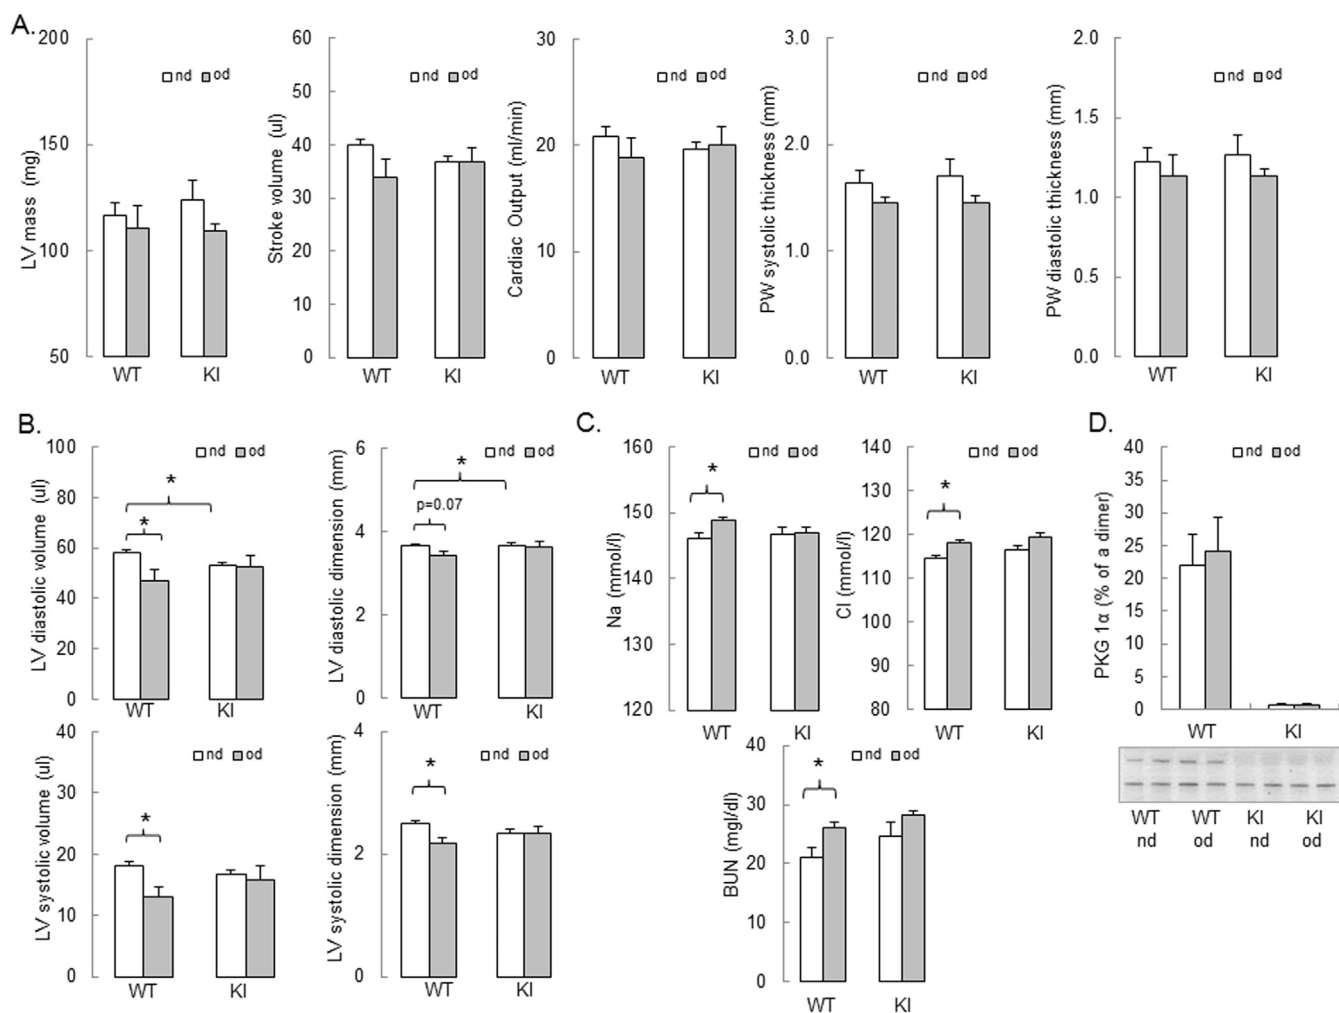 A.
LV mass (mg)
200
150
100
50
nd od
WT KI
Stroke volume (ul)
60
50
40
30
20
10
0
nd od
WT KI
Cardiac Output (ml/min)
30
20
10
0
nd od
WT KI
PW systolic thickness (mm)
3.0
2.0
1.0
0.0
nd od
WT KI
PW diastolic thickness (mm)
2.0
1.5
1.0
0.5
0.0
nd od
WT KI
B.
LV diastolic volume (ul)
100
80
60
40
20
0
nd od
*
*
WT KI
LV diastolic dimension (mm)
6
4
2
0
nd od
*
p=0.07
WT KI
LV systolic volume (ul)
40
30
20
10
0
nd od
*
WT KI
LV systolic dimension (mm)
4
2
0
nd od
*
WT KI
C.
Na (mmol/l)
160
150
140
130
120
nd od
*
WT KI
Cl (mmol/l)
140
130
120
110
100
90
80
nd od
*
WT KI
BUN (mgl/dl)
40
30
20
10
0
nd od
*
WT KI
D.
PKG 1α (% of a dimer)
40
35
30
25
20
15
10
5
0
nd od
WT KI
WT WT KI KI
nd od nd od